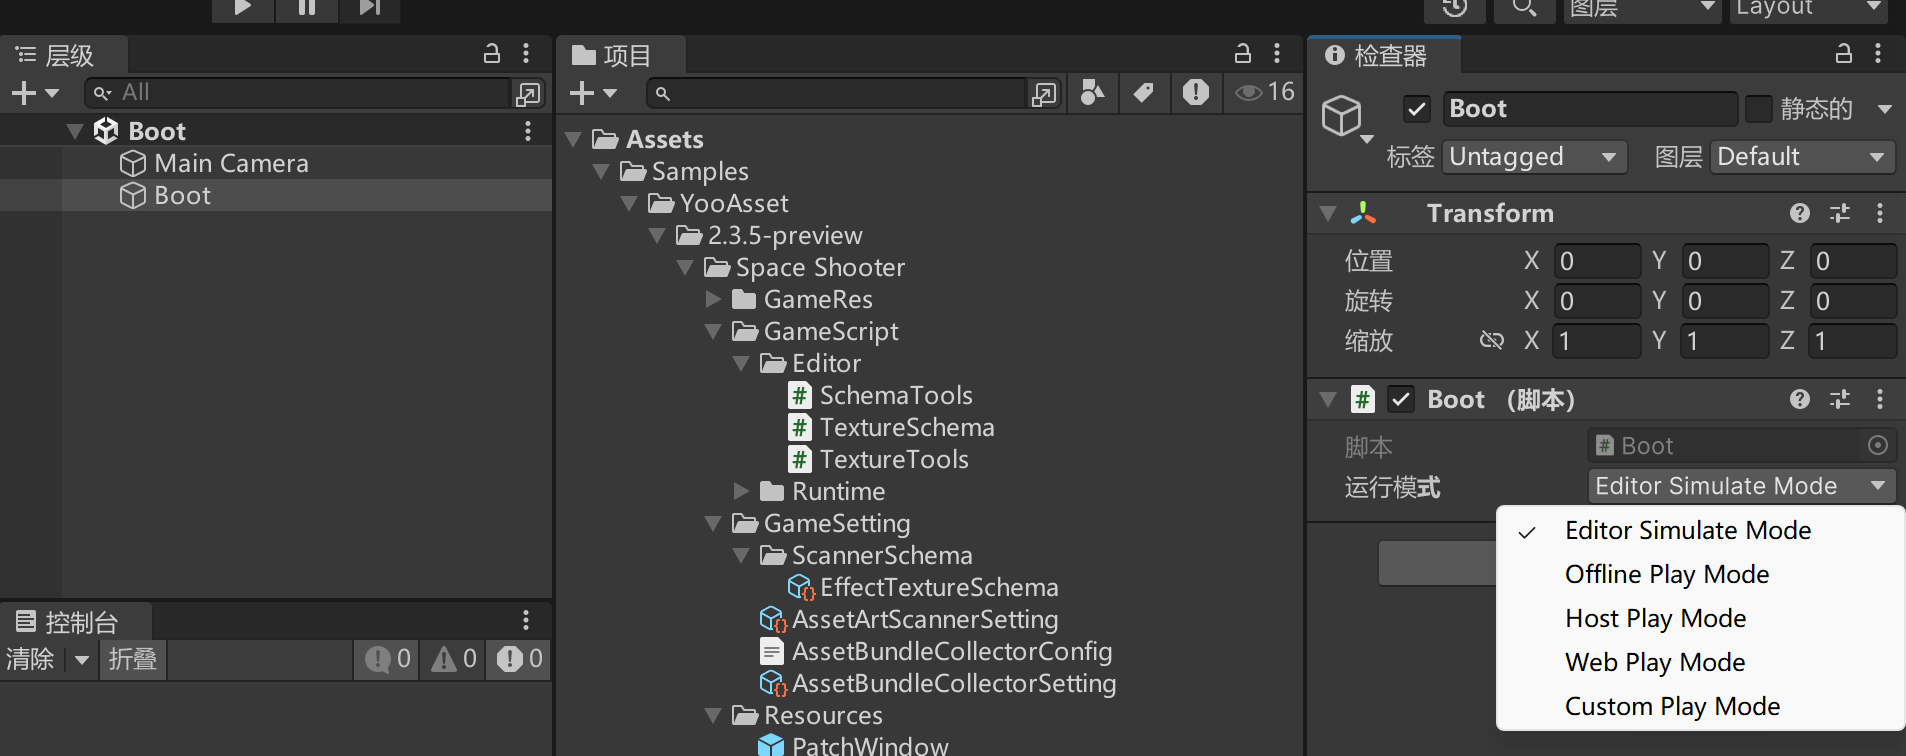 图层
Layout
层级
All
Boot
Main Camera
Boot
控制台
清除
折叠
0
0
0
项目
16
Assets
Samples
YooAsset
2.3.5-preview
Space Shooter
GameRes
GameScript
Editor
SchemaTools
TextureSchema
TextureTools
Runtime
GameSetting
ScannerSchema
EffectTextureSchema
AssetArtScannerSetting
AssetBundleCollectorConfig
AssetBundleCollectorSetting
Resources
PatchWindow
检查器
Boot 静态的
标签 Untagged 图层 Default
Transform
位置 X 0 Y 0 Z 0
旋转 X 0 Y 0 Z 0
缩放 X 1 Y 1 Z 1
# Boot （脚本）
脚本 # Boot
运行模式 Editor Simulate Mode
Editor Simulate Mode
Offline Play Mode
Host Play Mode
Web Play Mode
Custom Play Mode